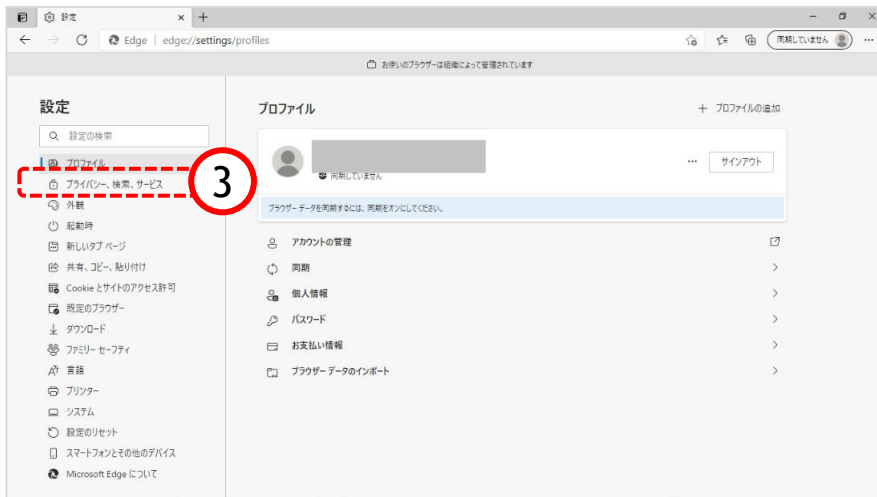 設定
Edge | edge://settings/profiles
同期していません
お使いのブラウザーは組織によって管理されています
設定
設定の検索
プロファイル
プライバシー、検索、サービス
3
外観
起動時
新しいタブ ページ
共有、コピー、貼り付け
Cookie とサイトのアクセス許可
既定のブラウザー
ダウンロード
ファミリー セーフティ
言語
プリンター
システム
設定のリセット
スマートフォンとその他のデバイス
Microsoft Edge について
プロファイル
プロファイルの追加
同期していません
サインアウト
ブラウザー データを同期するには、同期をオンにしてください。
アカウントの管理
同期
個人情報
パスワード
お支払い情報
ブラウザー データのインポート